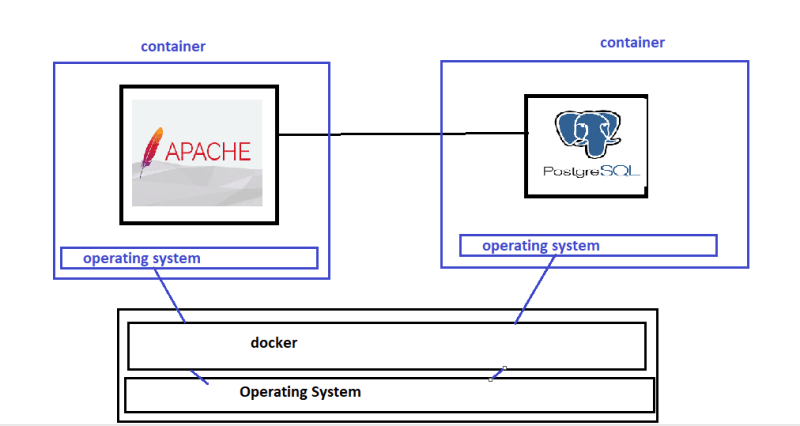 container
container
APACHE
PostgreSQL
operating system
operating system
docker
Operating System